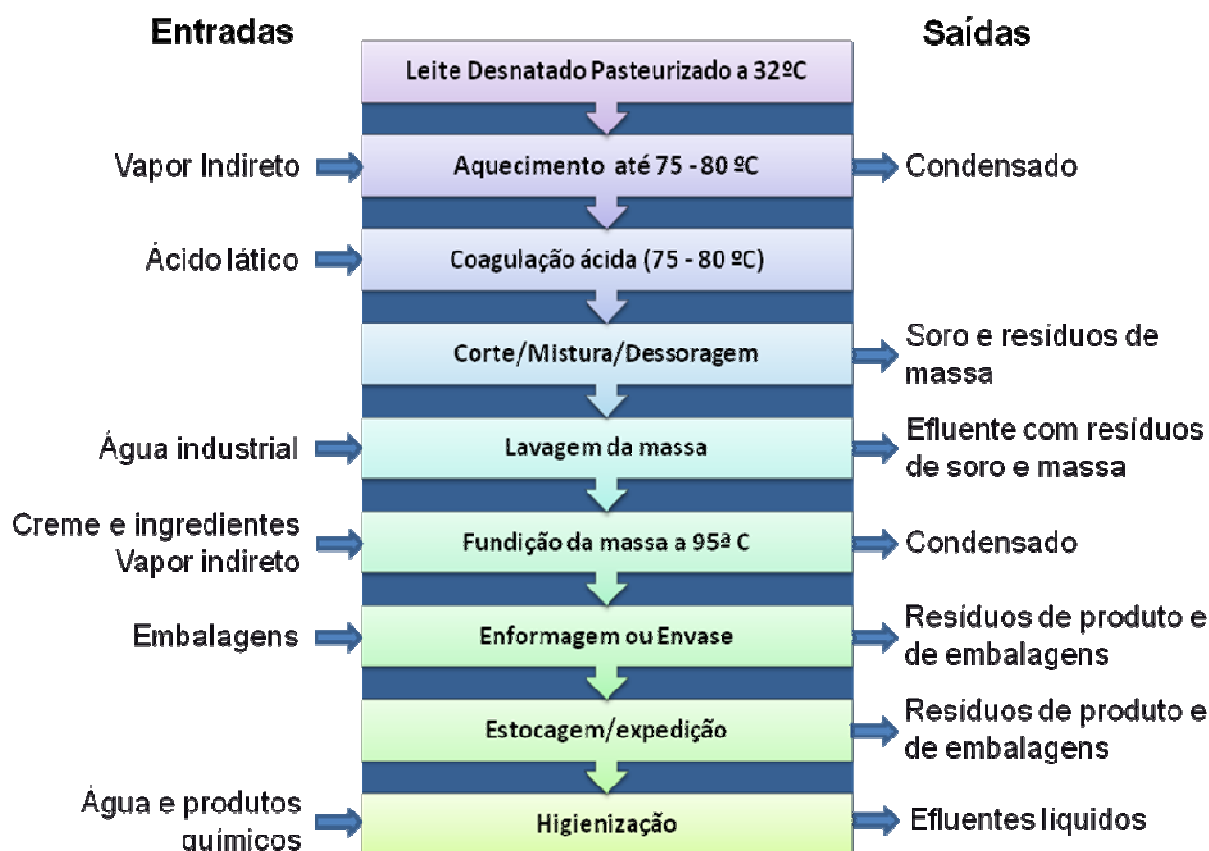 Entradas
Saídas
Leite Desnatado Pasteurizado a 32ºC
Vapor Indireto
Aquecimento até 75 - 80 ºC
Condensado
Ácido lático
Coagulação ácida (75 - 80 ºC)
Corte/Mistura/Dessoragem
Soro e resíduos de
massa
Água industrial
Lavagem da massa
Efluente com resíduos
de soro e massa
Creme e ingredientes
Vapor indireto
Fundição da massa a 95ª C
Condensado
Embalagens
Enformagem ou Envase
Resíduos de produto e
de embalagens
Estocagem/expedição
Resíduos de produto e
de embalagens
Água e produtos
químicos
Higienização
Efluentes líquidos